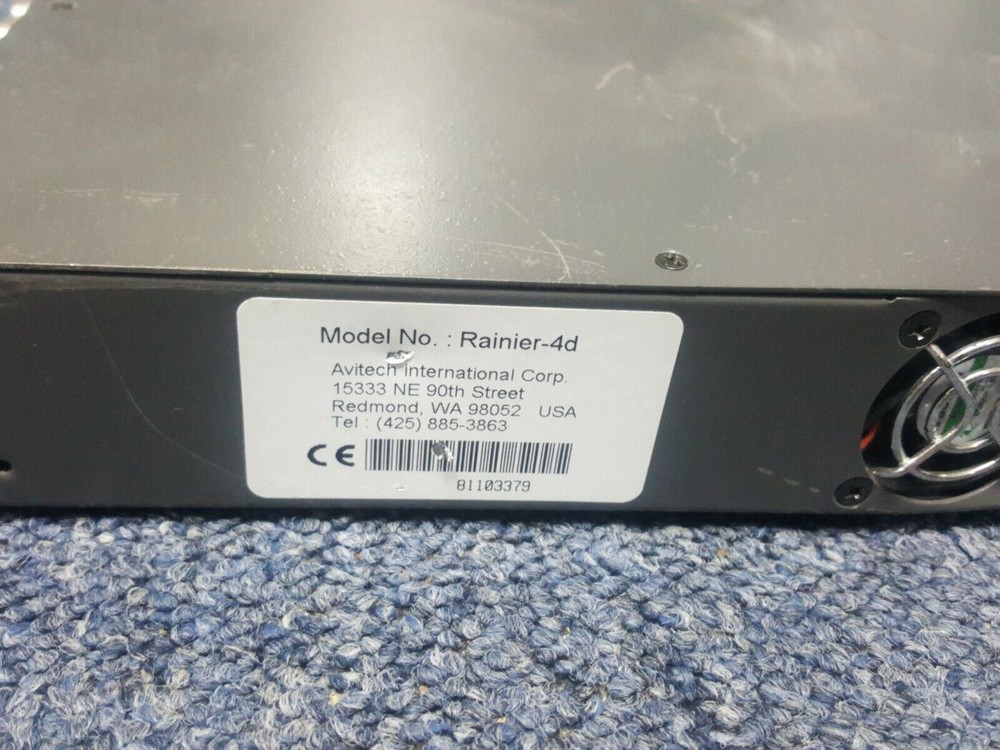 Model No. : Rainier-4d
Avitech International Corp.
15333 NE 90th Street
Redmond, WA 98052 USA
Tel : (425) 885-3863
CE
81103379